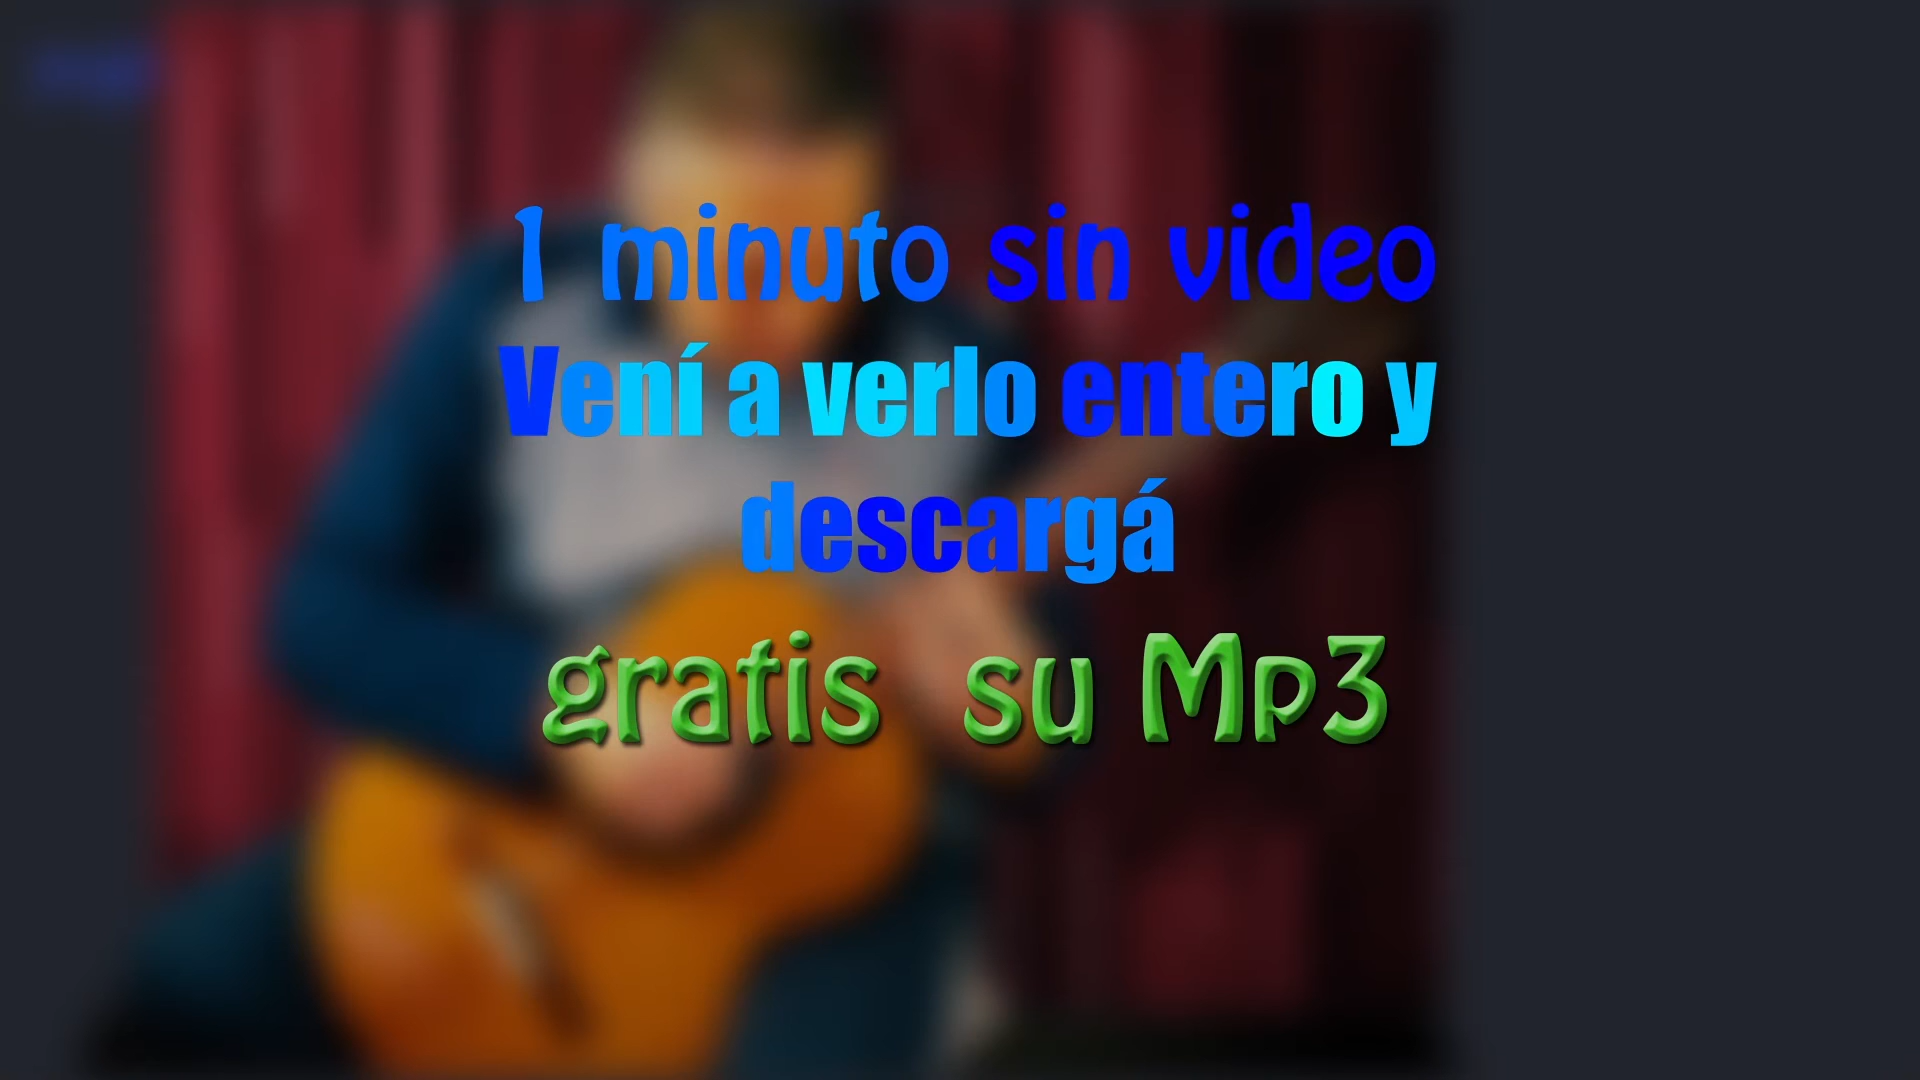 1 minuto sin video
Vení a verlo entero y
descargá
gratis su Mp3